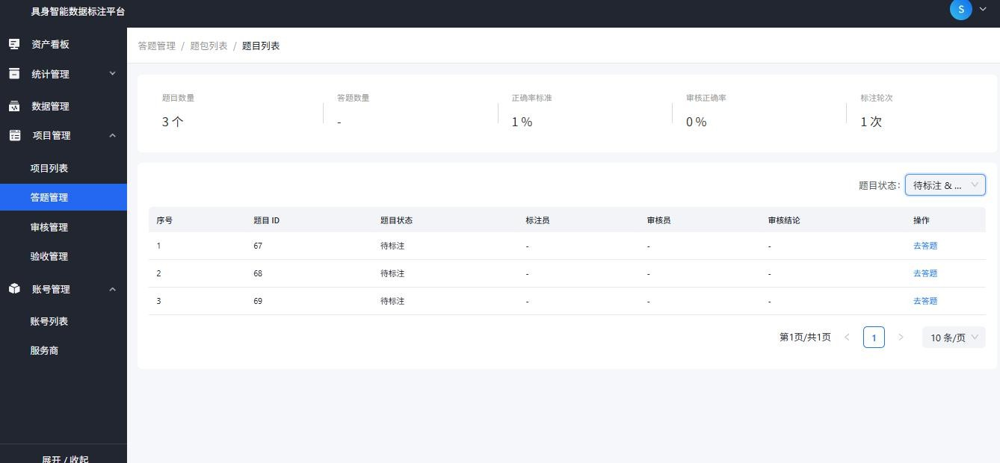 具身智能数据标注平台
S
资产看板
统计管理
数据管理
项目管理
项目列表
答题管理
审核管理
验收管理
账号管理
账号列表
服务商
展开 / 收起
答题管理 / 题包列表 / 题目列表
题目数量 答题数量 正确率标准 审核正确率 标注轮次
3 个 - 1 % 0 % 1 次
题目状态: 待标注 & ...
序号 题目 ID 题目状态 标注员 审核员 审核结论 操作
1 67 待标注 - - - 去答题
2 68 待标注 - - - 去答题
3 69 待标注 - - - 去答题
第1页/共1页 < 1 > 10 条/页